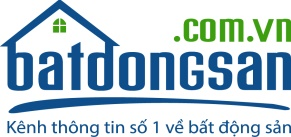 .com.vn
batdongsan
Kênh thông tin số 1 về bất động sản